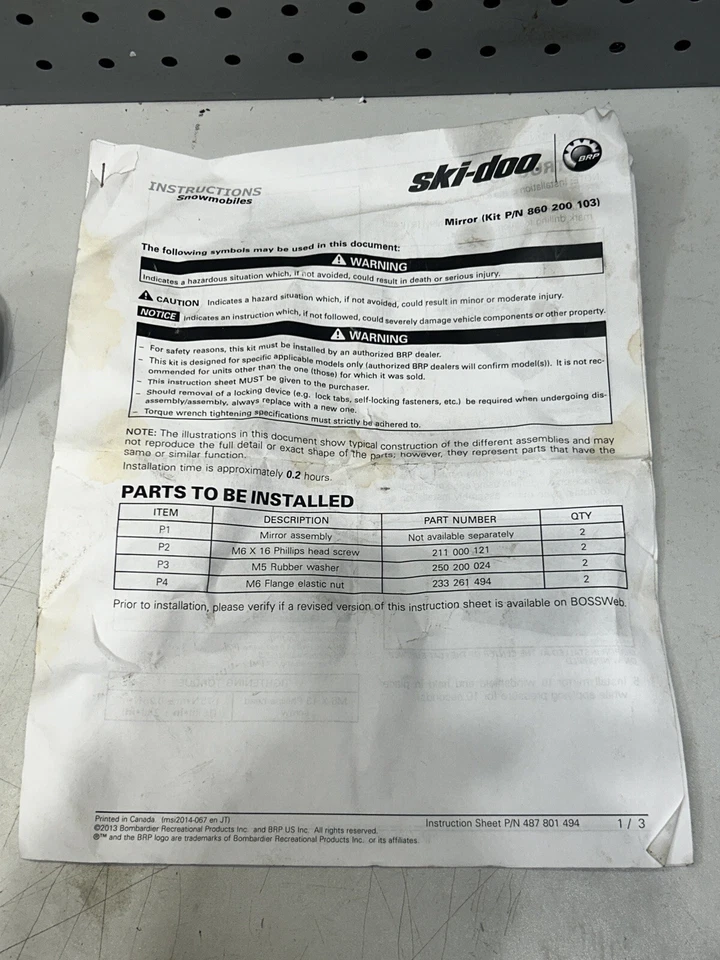 INSTRUCTIONS
Snowmobiles
ski-doo
BRP
Mirror (Kit P/N 860 200 103)
The following symbols may be used in this document:
WARNING
Indicates a hazardous situation which, if not avoided, could result in death or serious injury.
CAUTION Indicates a hazard situation which, if not avoided, could result in minor or moderate injury.
NOTICE Indicates an instruction which, if not followed, could severely damage vehicle components or other property.
WARNING
– For safety reasons, this kit must be installed by an authorized BRP dealer.
– This kit is designed for specific applicable models only (authorized BRP dealers will confirm model(s)). It is not rec-
ommended for units other than the one (those) for which it was sold.
– This instruction sheet MUST be given to the purchaser.
– Should removal of a locking device (e.g. lock tabs, self-locking fasteners, etc.) be required when undergoing dis-
assembly/assembly, always replace with a new one.
– Torque wrench tightening specifications must strictly be adhered to.
NOTE: The illustrations in this document show typical construction of the different assemblies and may
not reproduce the full detail or exact shape of the parts; however, they represent parts that have the
same or similar function.
Installation time is approximately 0.2 hours.
PARTS TO BE INSTALLED
ITEM DESCRIPTION PART NUMBER QTY
P1 Mirror assembly Not available separately 2
P2 M6 X 16 Phillips head screw 211 000 121 2
P3 M5 Rubber washer 250 200 024 2
P4 M6 Flange elastic nut 233 261 494 2
Prior to installation, please verify if a revised version of this instruction sheet is available on BOSSWeb.
Printed in Canada. (msi2014-067 en JT)
©2013 Bombardier Recreational Products Inc. and BRP US Inc. All rights reserved.
®™ and the BRP logo are trademarks of Bombardier Recreational Products Inc. or its affiliates.
Instruction Sheet P/N 487 801 494 1 / 3